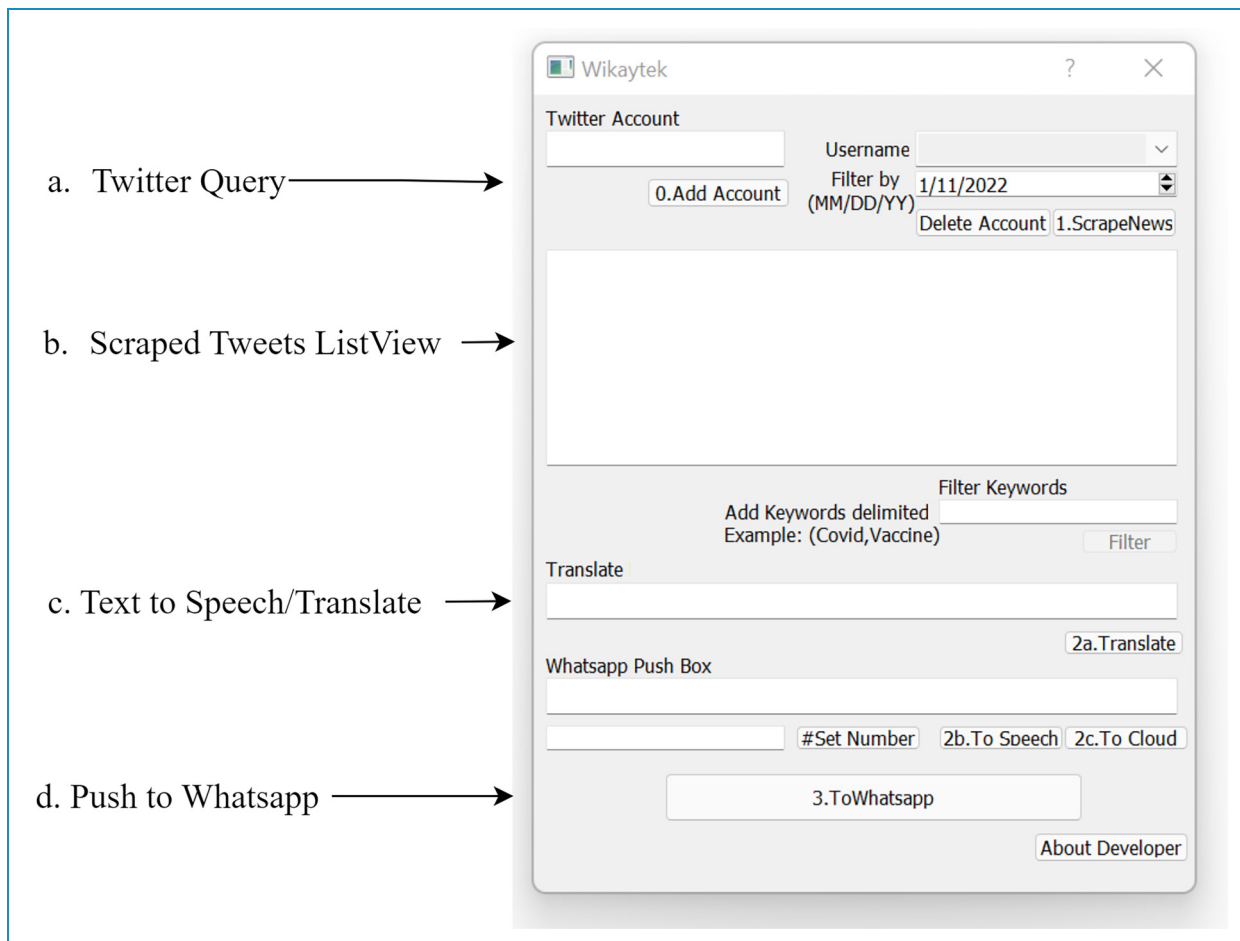 Wikaytek
?
Twitter Account
Username
a. Twitter Query
Filter by
(MM/DD/YY)
1/11/2022
0.Add Account
Delete Account
1.ScrapeNews
b. Scraped Tweets ListView
Filter Keywords
Add Keywords delimited
Example: (Covid,Vaccine)
Filter
Translate
c. Text to Speech/Translate
2a.Translate
Whatsapp Push Box
#Set Number
2b.To Speech
2c.To Cloud
d. Push to Whatsapp
3.ToWhatsapp
About Developer